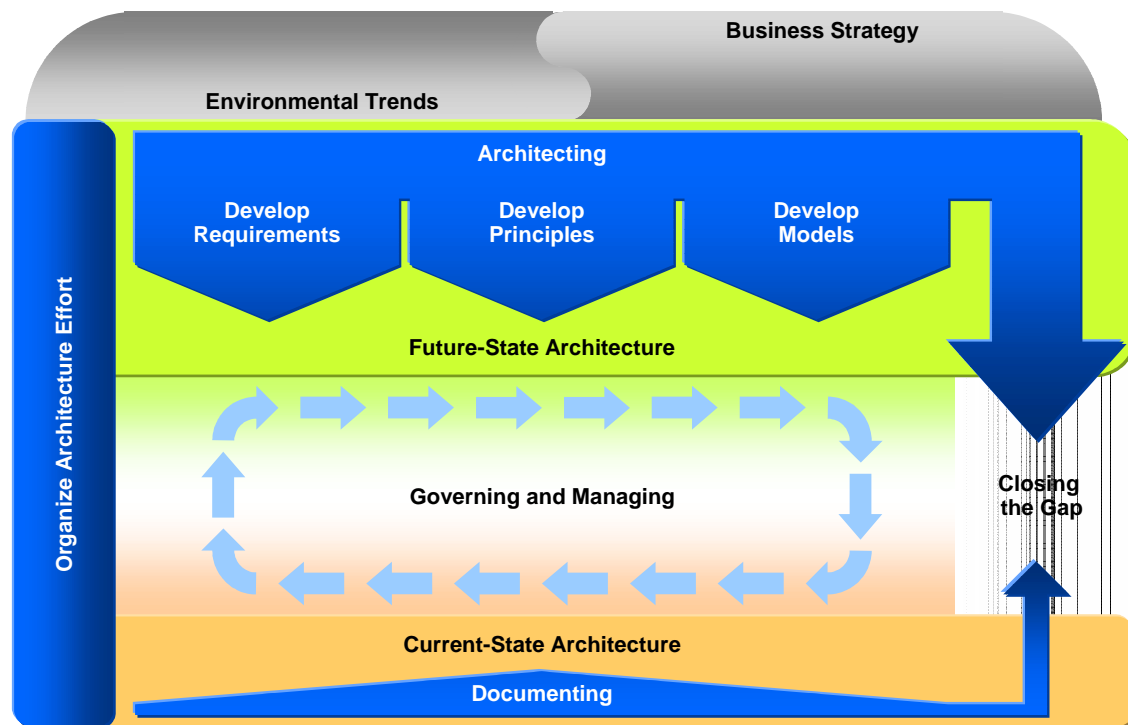 Business Strategy
Environmental Trends
Architecting
Develop
Requirements
Develop
Principles
Develop
Models
Organize Architecture Effort
Future-State Architecture
Governing and Managing
Closing
the Gap
Current-State Architecture
Documenting